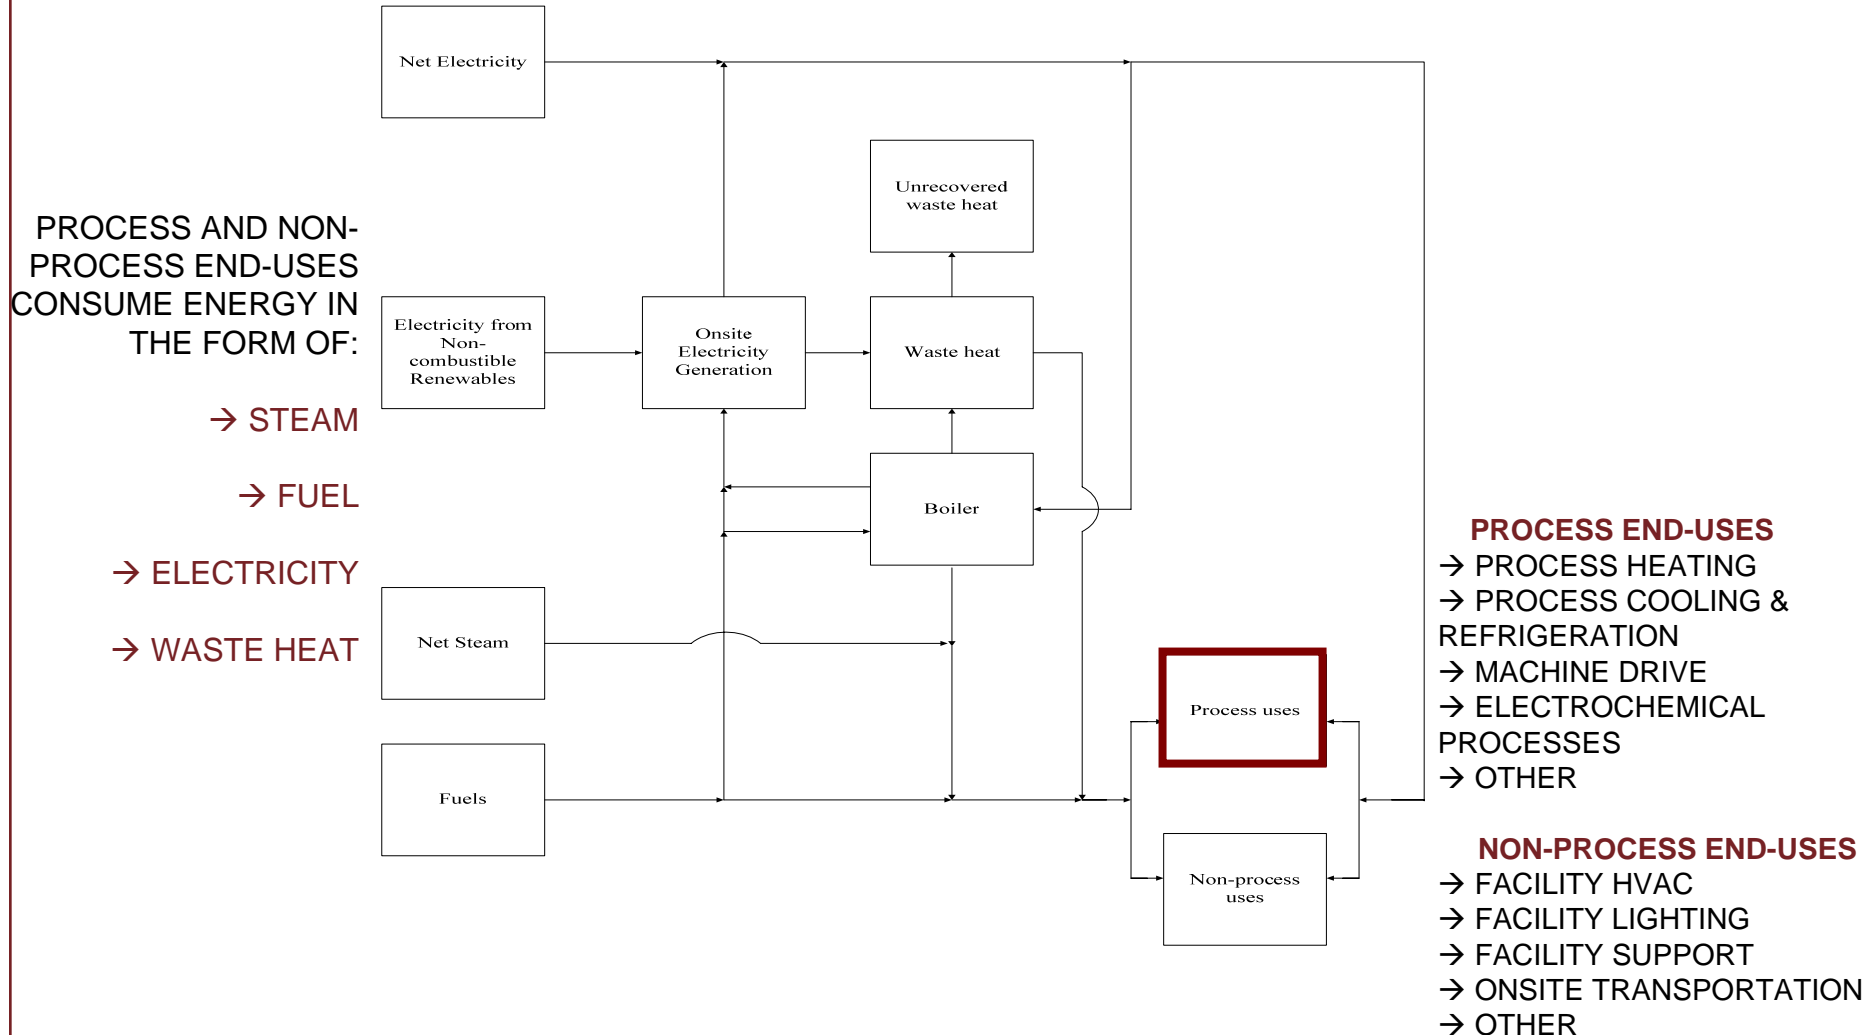 Net Electricity
Unrecovered
waste heat
PROCESS AND NON-
PROCESS END-USES
CONSUME ENERGY IN
THE FORM OF:
→ STEAM
→ FUEL
→ ELECTRICITY
→ WASTE HEAT
Electricity from
Non-
combustible
Renewables
Onsite
Electricity
Generation
Waste heat
Boiler
Net Steam
Fuels
Process uses
Non-process
uses
PROCESS END-USES
→ PROCESS HEATING
→ PROCESS COOLING &
REFRIGERATION
→ MACHINE DRIVE
→ ELECTROCHEMICAL
PROCESSES
→ OTHER
NON-PROCESS END-USES
→ FACILITY HVAC
→ FACILITY LIGHTING
→ FACILITY SUPPORT
→ ONSITE TRANSPORTATION
→ OTHER